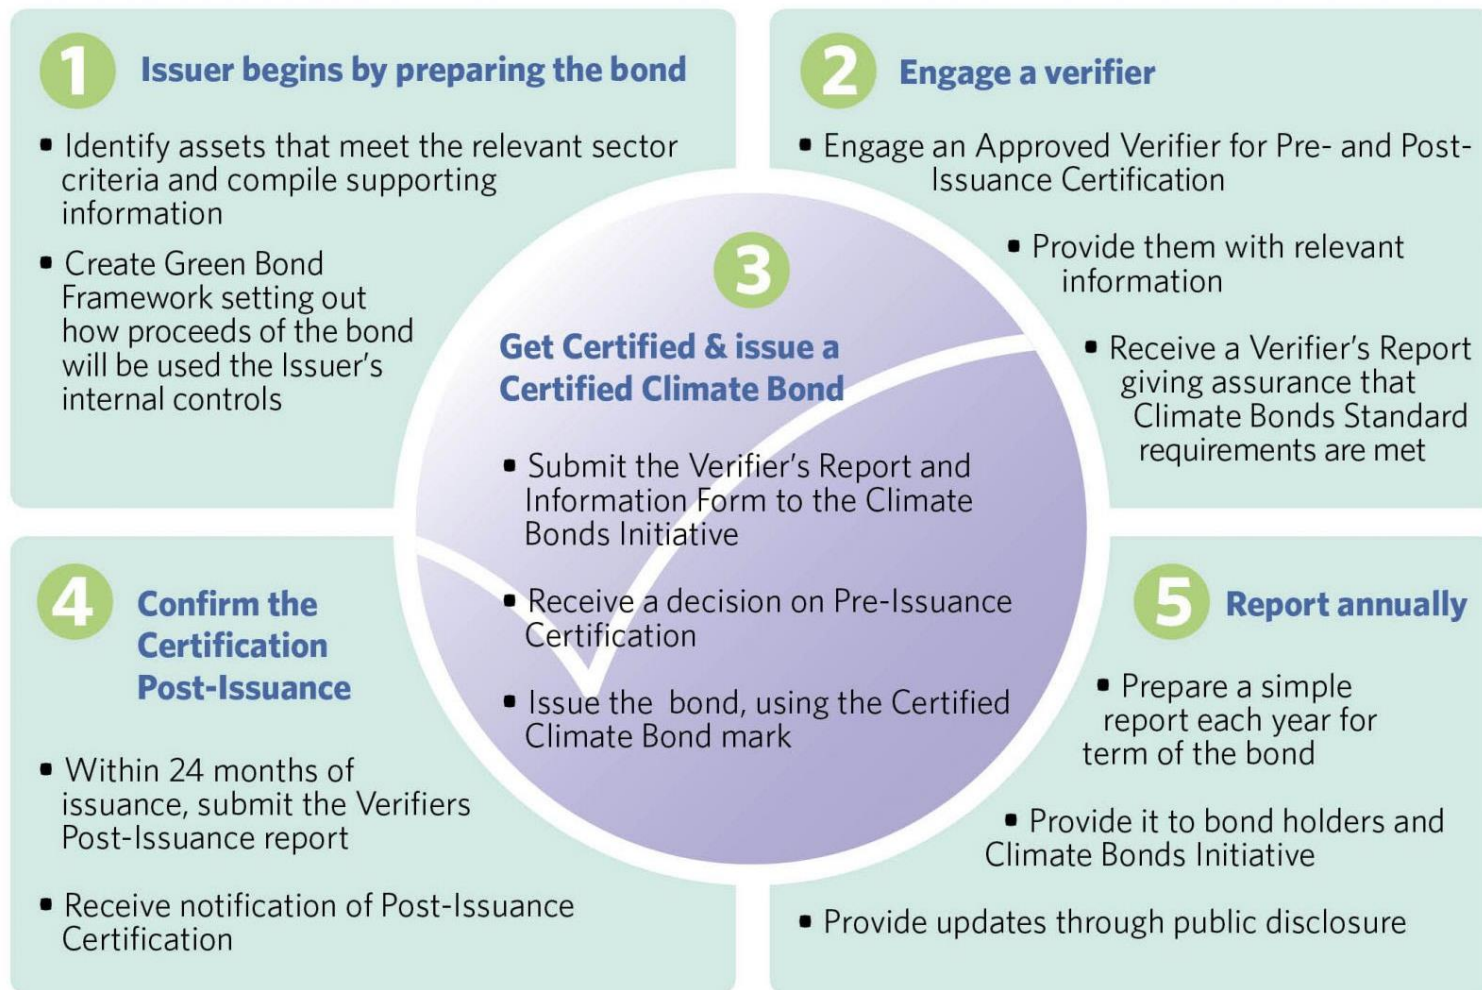 1 Issuer begins by preparing the bond
▪ Identify assets that meet the relevant sector
criteria and compile supporting
information
▪ Create Green Bond
Framework setting out
how proceeds of the bond
will be used the Issuer’s
internal controls
2 Engage a verifier
▪ Engage an Approved Verifier for Pre- and Post-
Issuance Certification
▪ Provide them with relevant
information
▪ Receive a Verifier’s Report
giving assurance that
Climate Bonds Standard
requirements are met
3
Get Certified & issue a
Certified Climate Bond
▪ Submit the Verifier’s Report and
Information Form to the Climate
Bonds Initiative
▪ Receive a decision on Pre-Issuance
Certification
▪ Issue the bond, using the Certified
Climate Bond mark
4 Confirm the
Certification
Post-Issuance
▪ Within 24 months of
issuance, submit the Verifiers
Post-Issuance report
▪ Receive notification of Post-Issuance
Certification
5 Report annually
▪ Prepare a simple
report each year for
term of the bond
▪ Provide it to bond holders and
Climate Bonds Initiative
▪ Provide updates through public disclosure